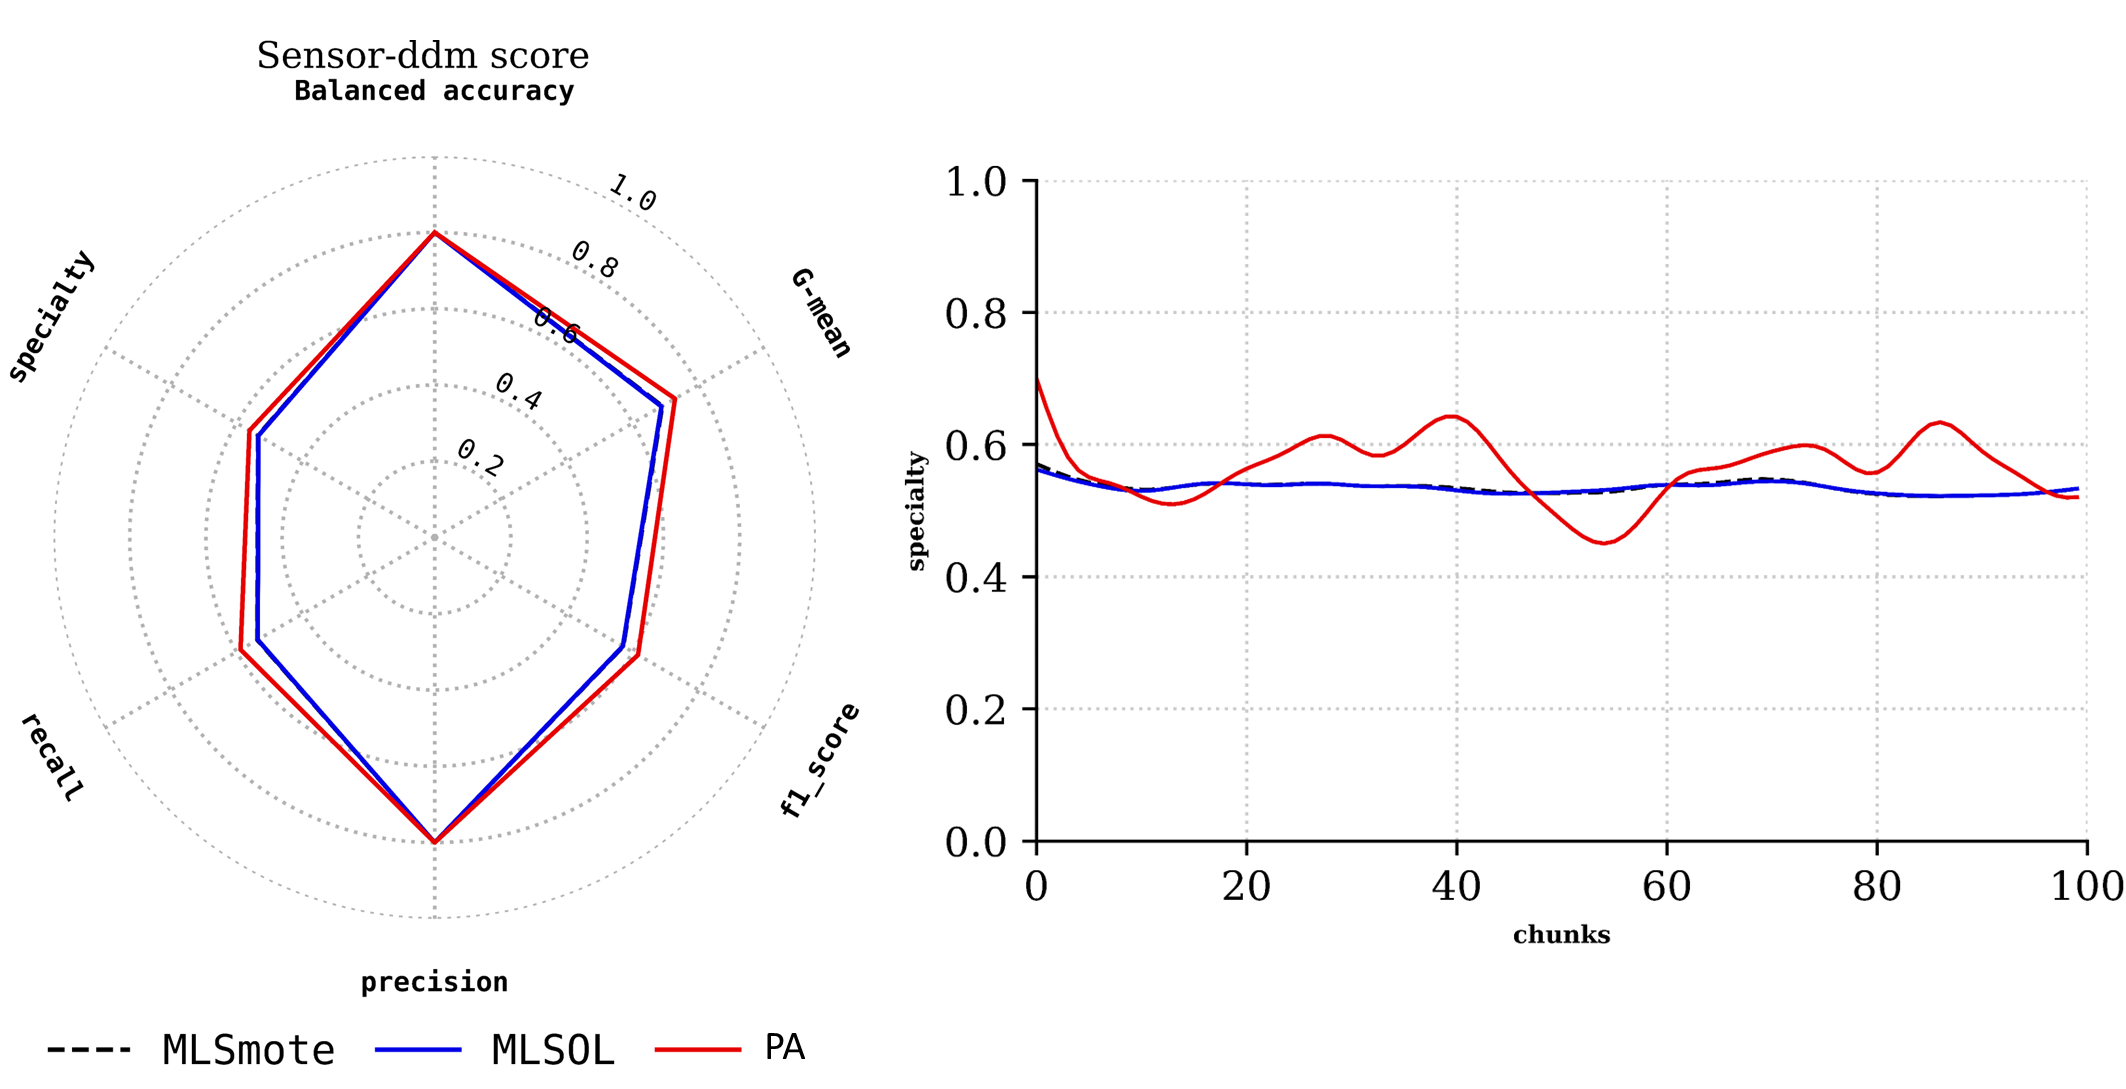 Sensor-ddm score
Balanced accuracy
G-mean
f1_score
precision
recall
specialty
0.2
0.4
0.6
0.8
1.0
MLSmote
MLSOL
PA
specialty
1.0
0.8
0.6
0.4
0.2
0.0
0 20 40 60 80 100
chunks